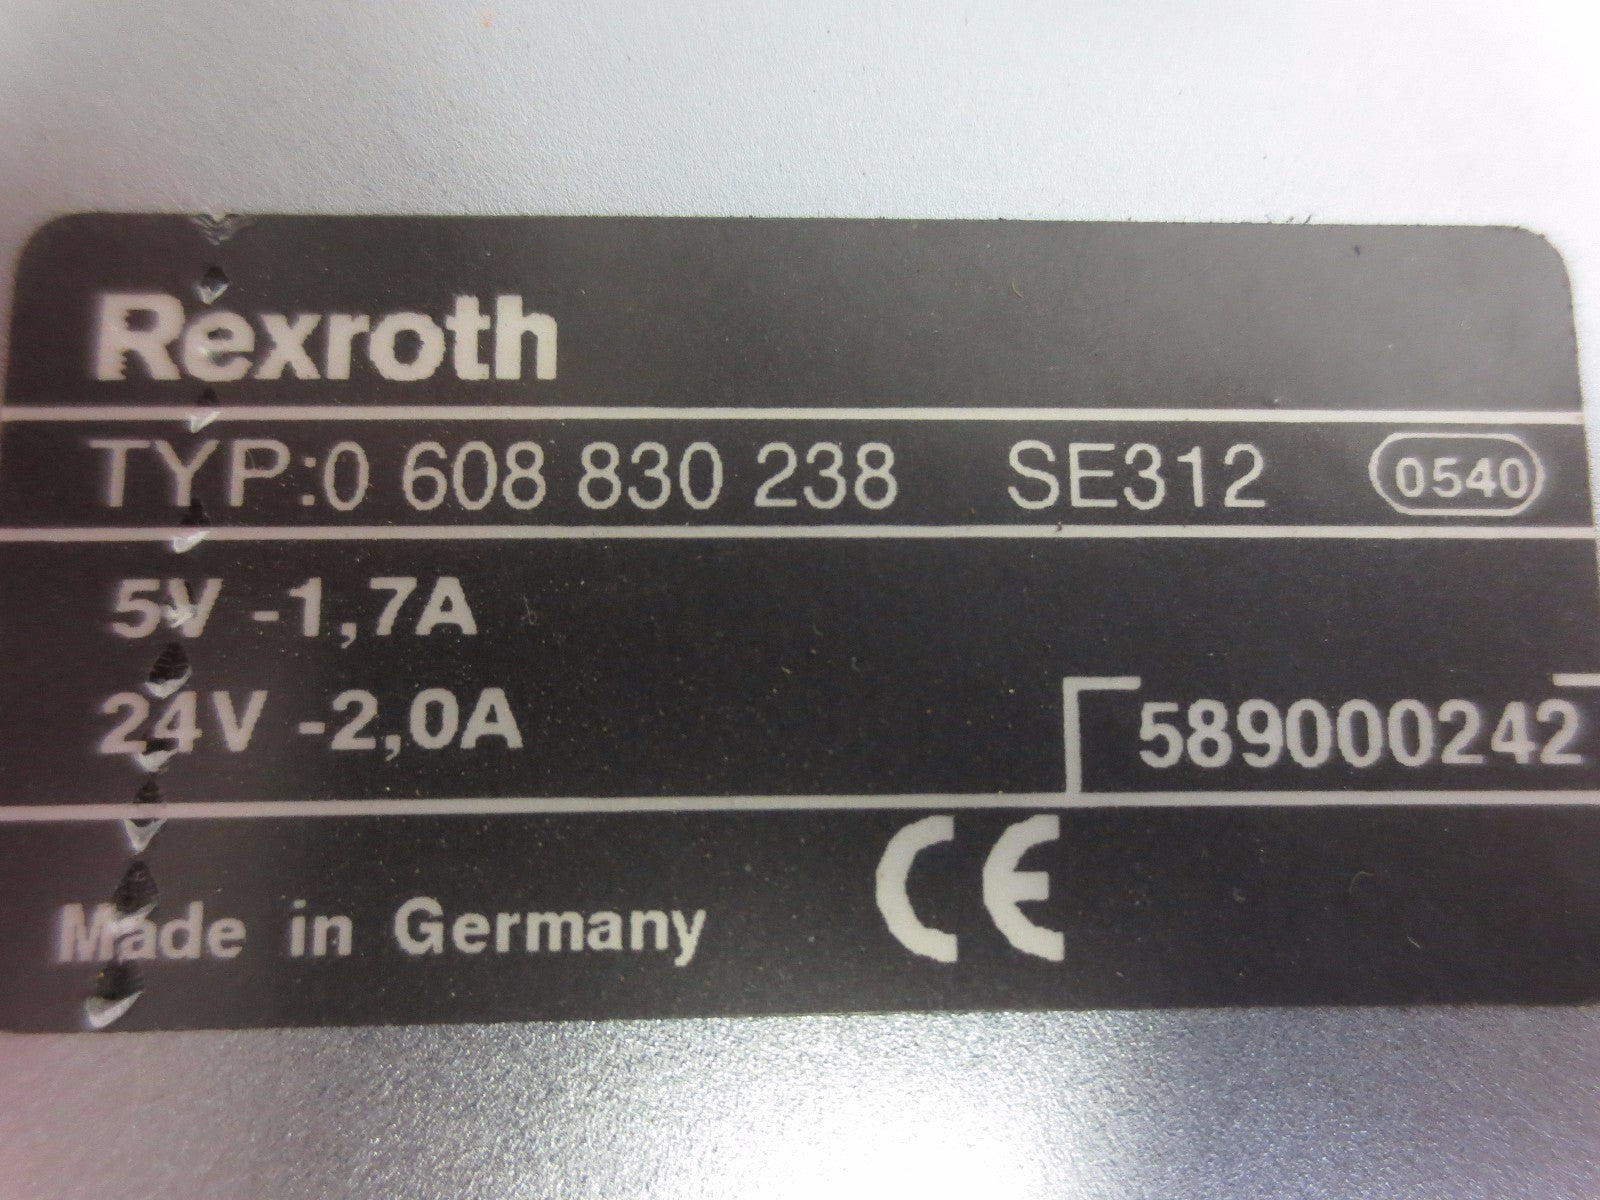 Rexroth
TYP:0 608 830 238 SE312 0540
5V -1,7A
24V -2,0A
589000242
Made in Germany CE